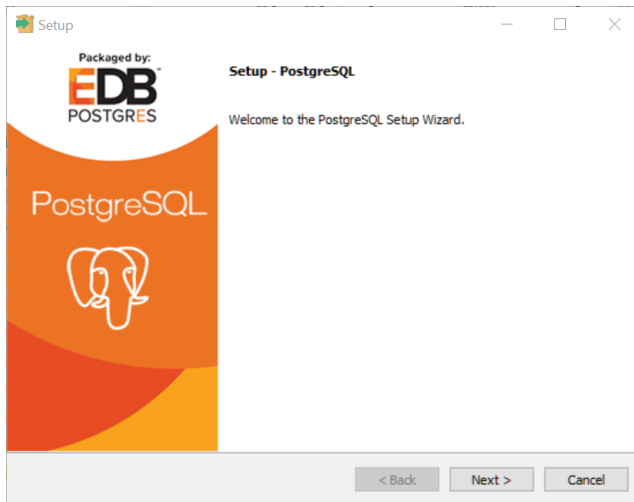 Setup
Packaged by:
EDB
POSTGRES
PostgreSQL
Setup - PostgreSQL
Welcome to the PostgreSQL Setup Wizard.
< Back
Next >
Cancel